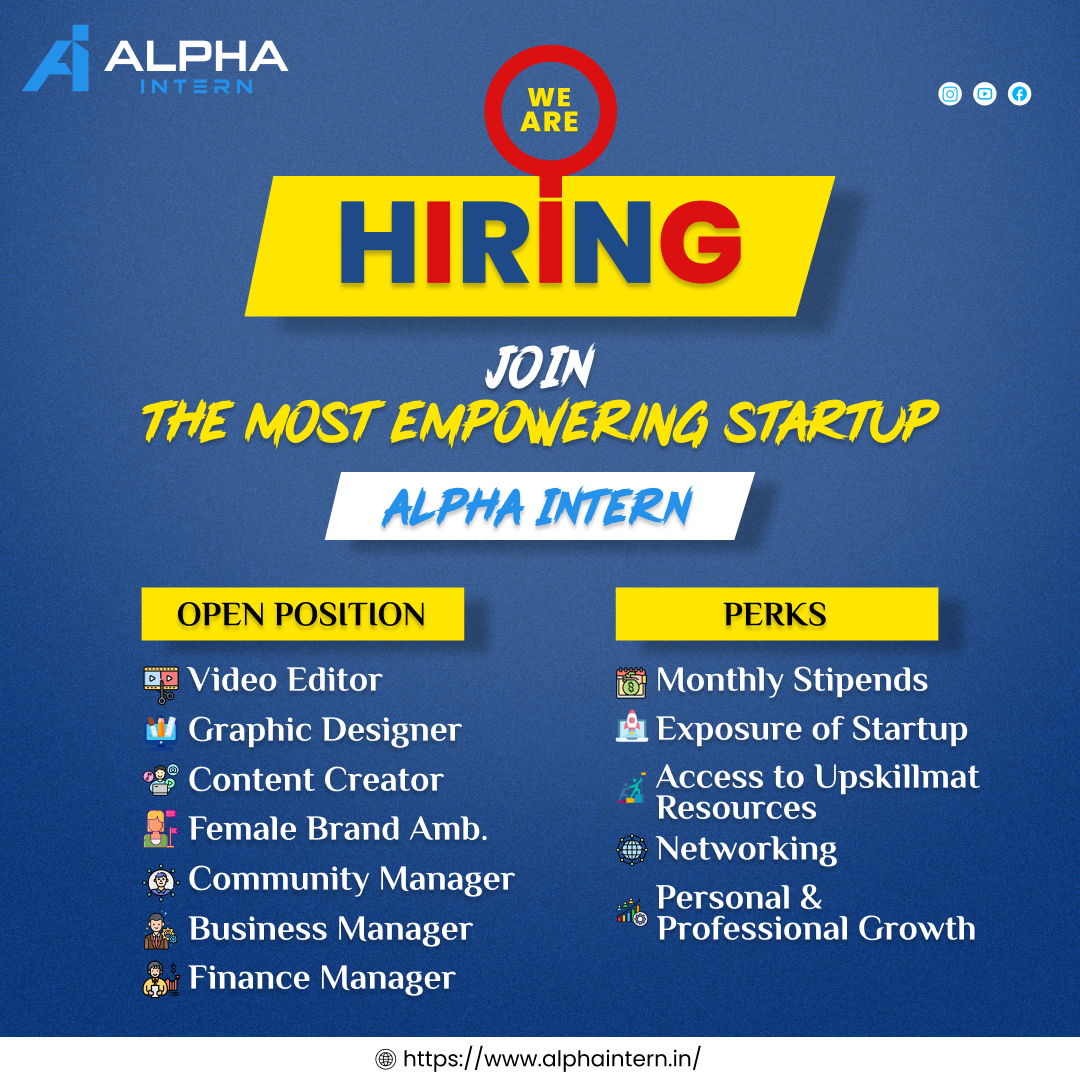 ALPHA
INTERN
WE
ARE
HIRING
JOIN
THE MOST EMPOWERING STARTUP
ALPHA INTERN
OPEN POSITION
Video Editor
Graphic Designer
Content Creator
Female Brand Amb.
Community Manager
Business Manager
Finance Manager
PERKS
Monthly Stipends
Exposure of Startup
Access to Upskillmat
Resources
Networking
Personal &
Professional Growth
https://www.alphaintern.in/